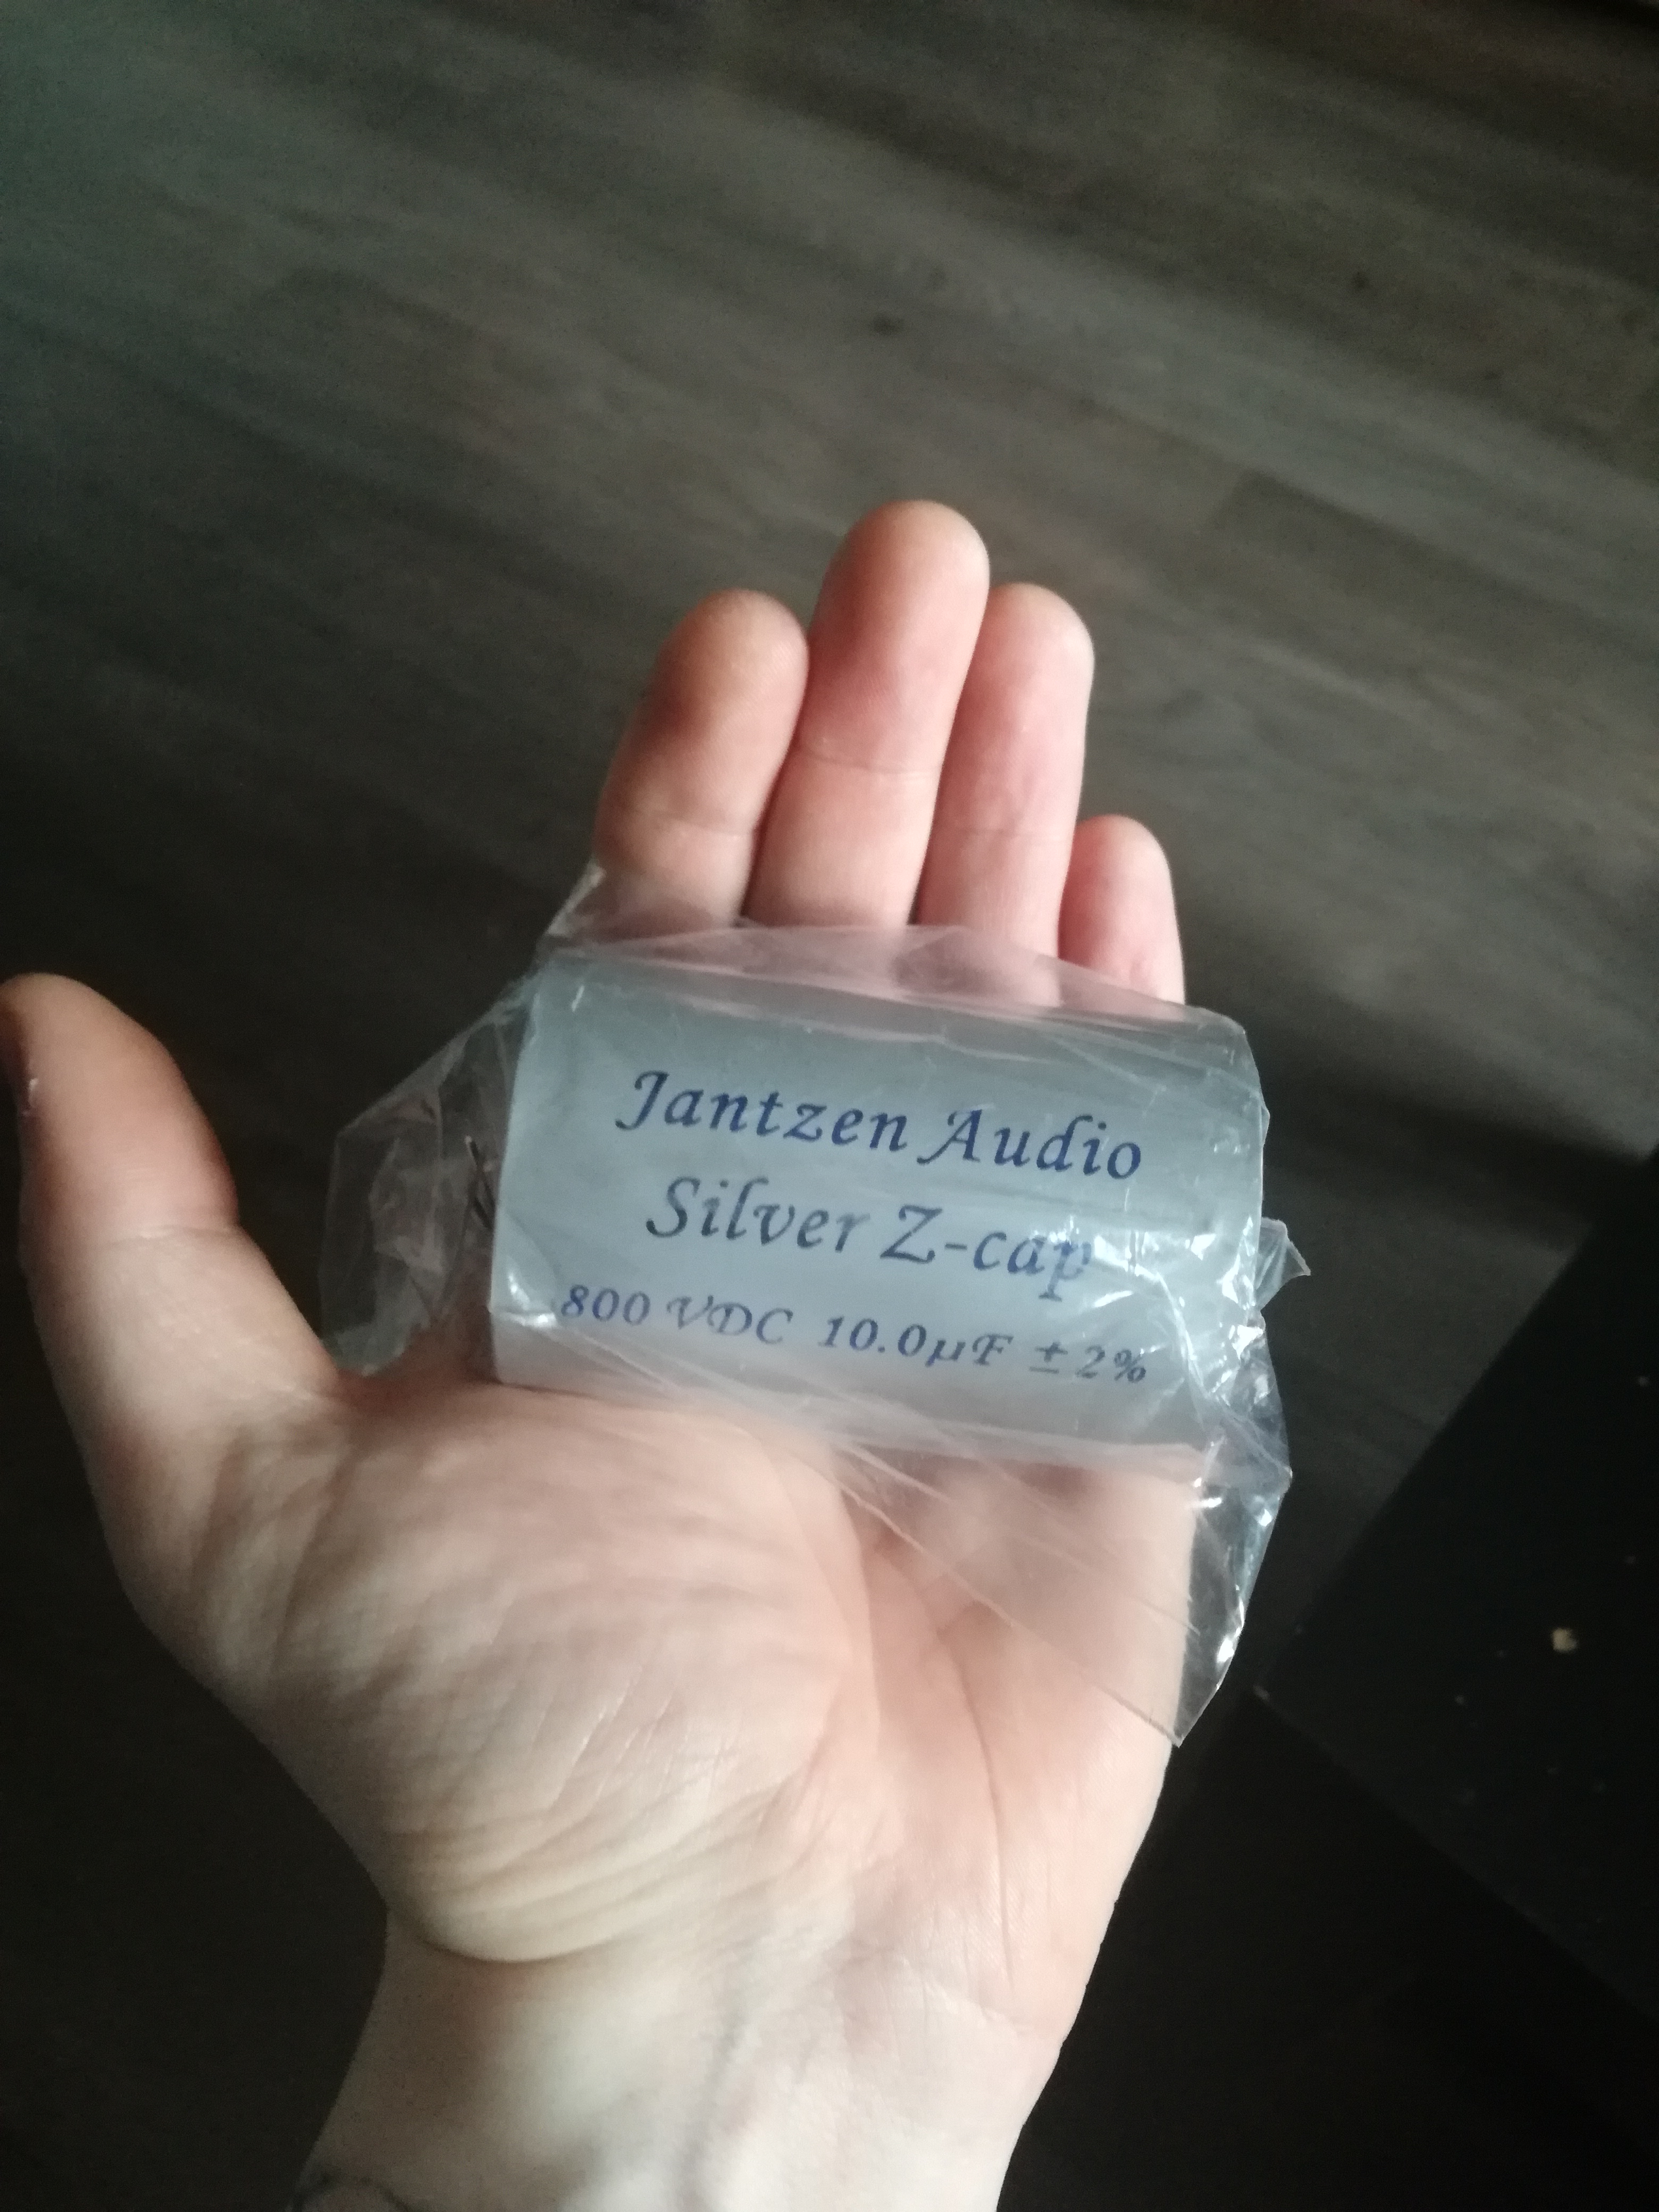 Jantzen Audio
Silver Z-cap
800 VDC 10.0µF ±2%